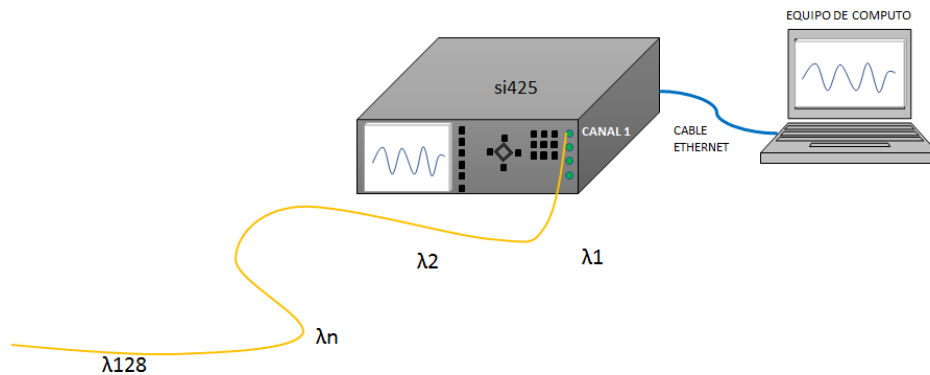 EQUIPO DE COMPUTO
si425
CANAL 1
CABLE
ETHERNET
λ2
λ1
λn
λ128